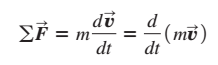 ΣF⃗ = m dv⃗/dt = d/dt (mv⃗)